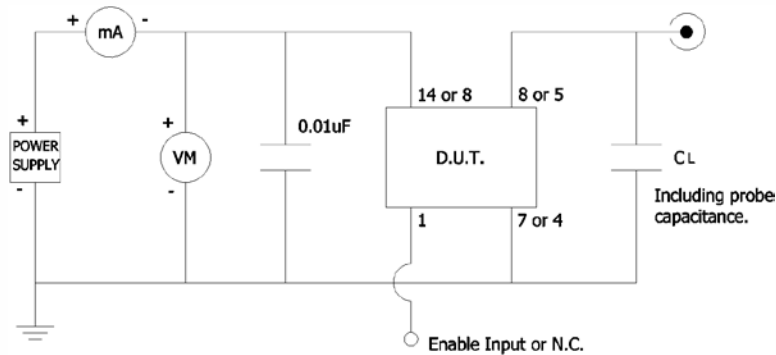 + mA -
14 or 8
8 or 5
+
POWER
SUPPLY
-
+
VM
-
0.01uF
D.U.T.
CL
Including probes
capacitance.
1
7 or 4
Enable Input or N.C.